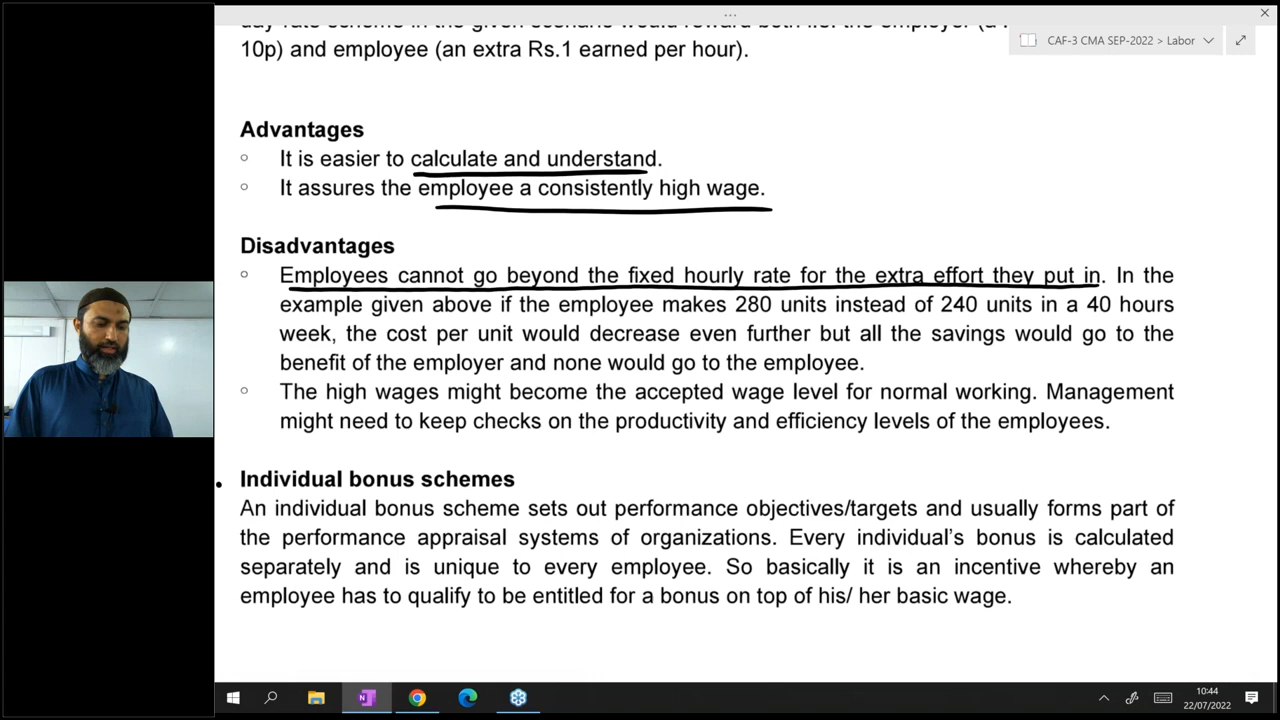 CAF-3 CMA SEP-2022 > Labor
10p) and employee (an extra Rs.1 earned per hour).
Advantages
○ It is easier to calculate and understand.
○ It assures the employee a consistently high wage.
Disadvantages
○ Employees cannot go beyond the fixed hourly rate for the extra effort they put in. In the
example given above if the employee makes 280 units instead of 240 units in a 40 hours
week, the cost per unit would decrease even further but all the savings would go to the
benefit of the employer and none would go to the employee.
○ The high wages might become the accepted wage level for normal working. Management
might need to keep checks on the productivity and efficiency levels of the employees.
Individual bonus schemes
An individual bonus scheme sets out performance objectives/targets and usually forms part of
the performance appraisal systems of organizations. Every individual's bonus is calculated
separately and is unique to every employee. So basically it is an incentive whereby an
employee has to qualify to be entitled for a bonus on top of his/ her basic wage.
10:44
22/07/2022